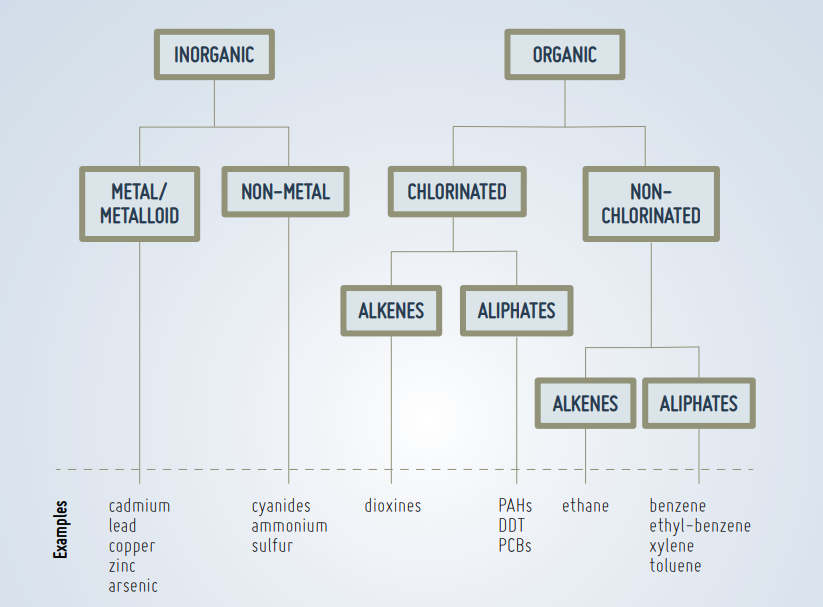 INORGANIC
ORGANIC
METAL/
METALLOID
NON-METAL
CHLORINATED
NON-
CHLORINATED
ALKENES
ALIPHATES
ALKENES
ALIPHATES
Examples
cadmium
lead
copper
zinc
arsenic
cyanides
ammonium
sulfur
dioxines
PAHs
DDT
PCBs
ethane
benzene
ethyl-benzene
xylene
toluene